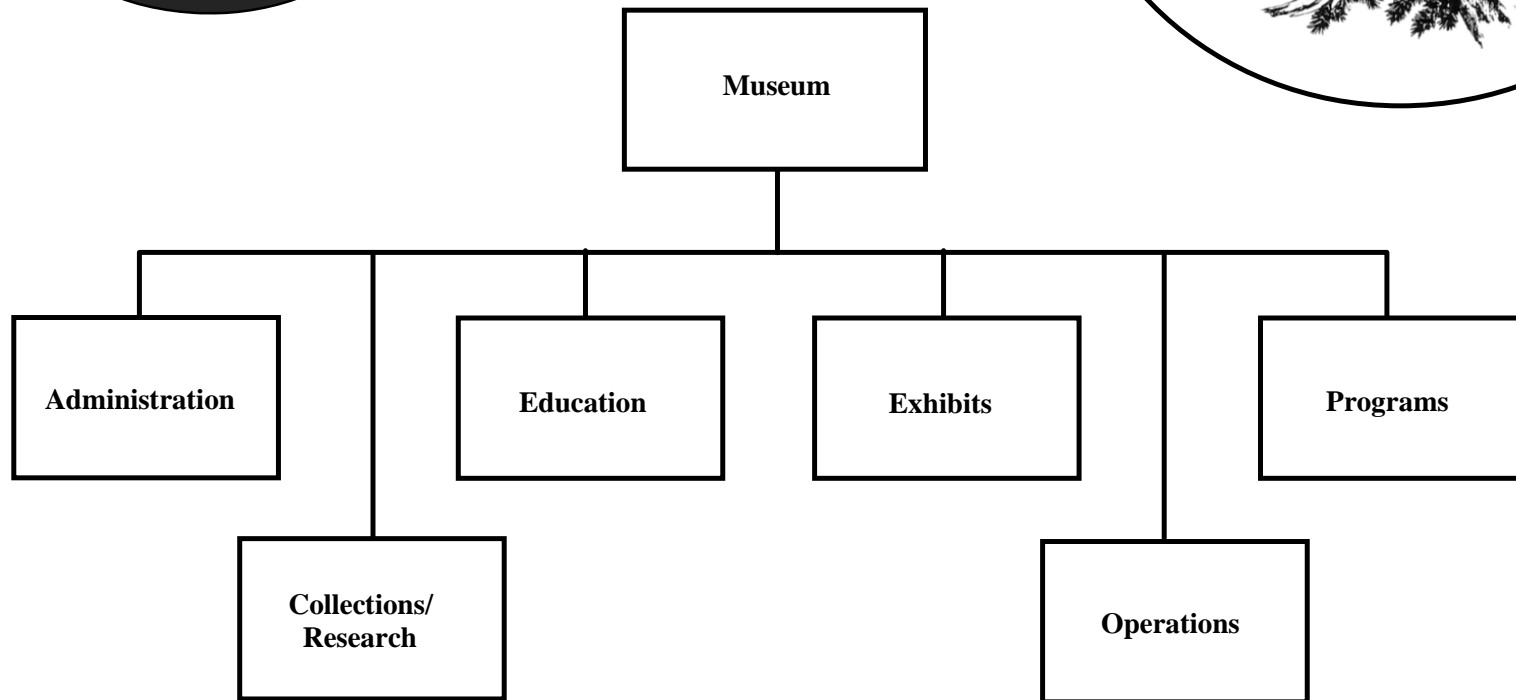 Museum
Administration
Education
Exhibits
Programs
Collections/
Research
Operations